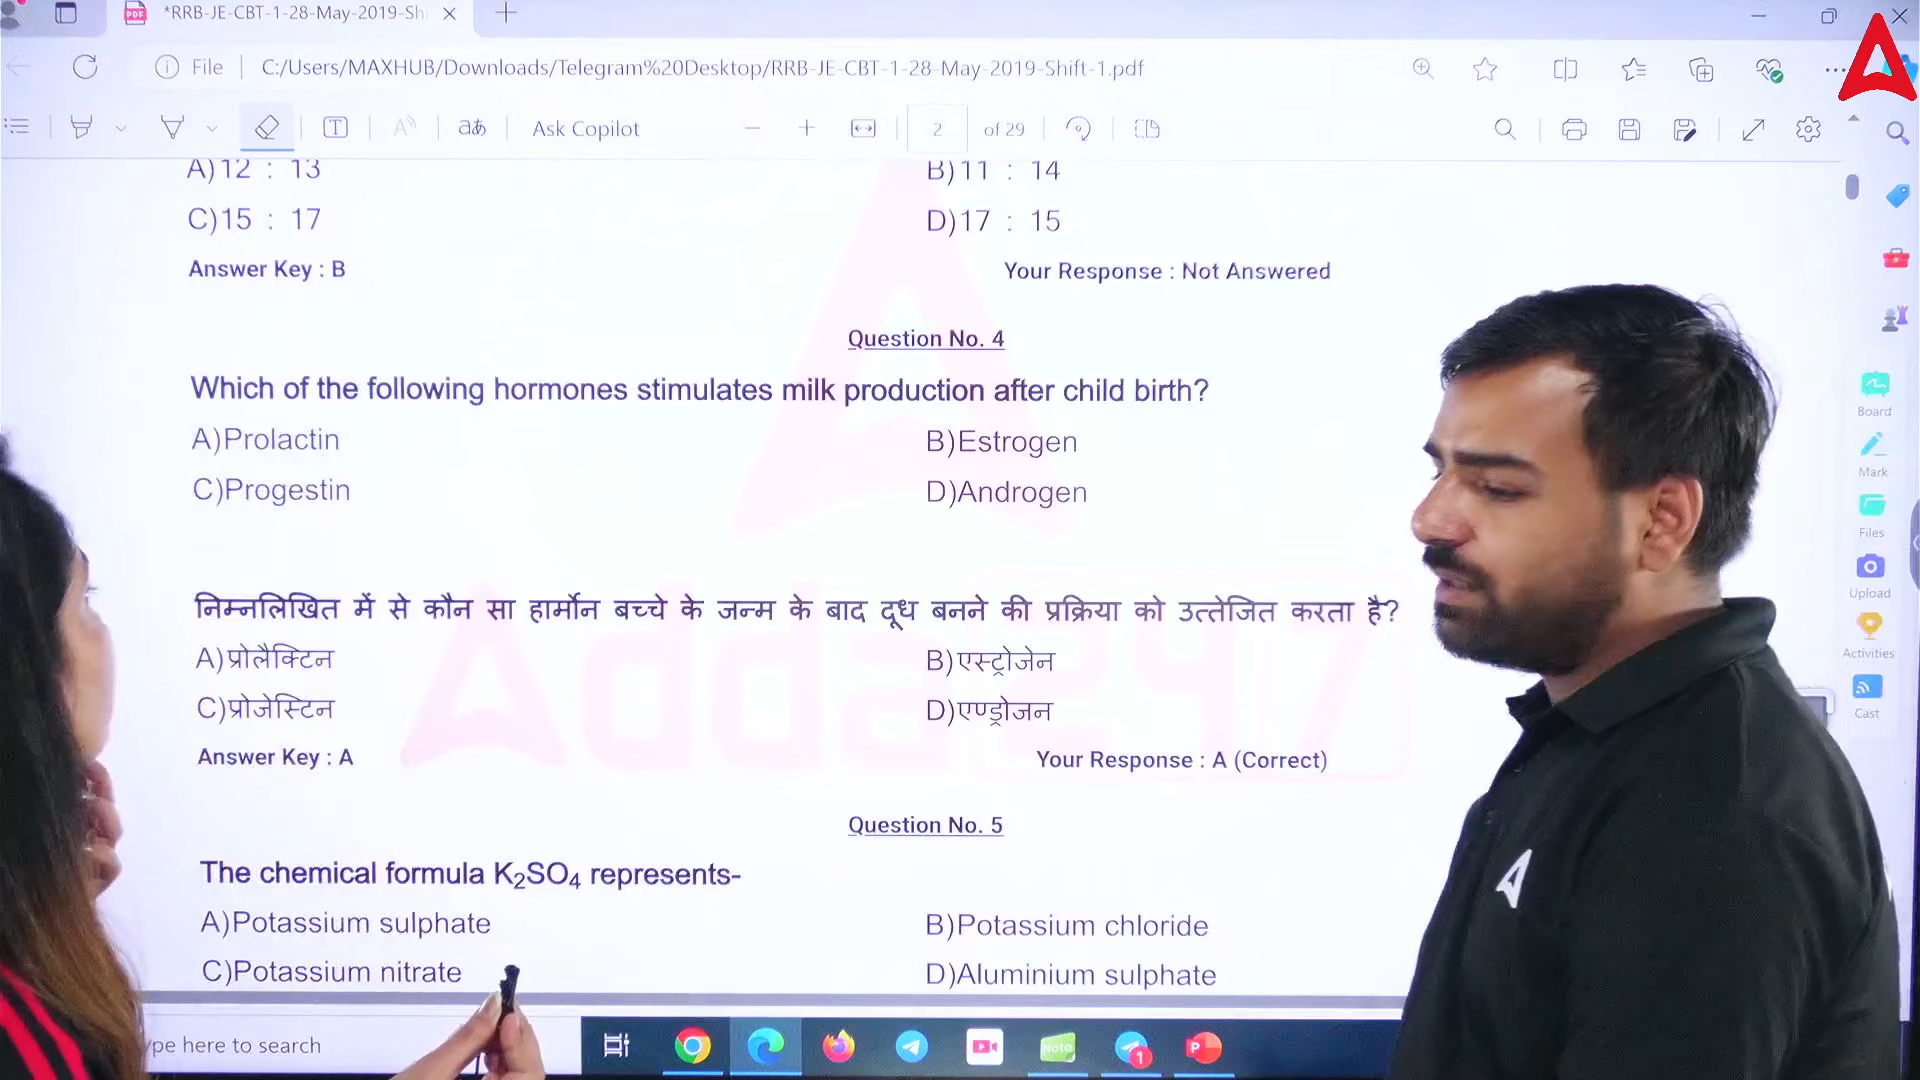 *RRB-JE-CBT-1-28-May-2019-Sh
File
C:/Users/MAXHUB/Downloads/Telegram%20Desktop/RRB-JE-CBT-1-28-May-2019-Shift-1.pdf
Ask Copilot
2 of 29
A)12 : 13
B)11 : 14
C)15 : 17
D)17 : 15
Answer Key : B
Your Response : Not Answered
Question No. 4
Which of the following hormones stimulates milk production after child birth?
A)Prolactin
B)Estrogen
C)Progestin
D)Androgen
निम्नलिखित में से कौन सा हार्मोन बच्चे के जन्म के बाद दूध बनने की प्रक्रिया को उत्तेजित करता है?
A)प्रोलैक्टिन
B)एस्ट्रोजेन
C)प्रोजेस्टिन
D)एण्ड्रोजन
Answer Key : A
Your Response : A (Correct)
Question No. 5
The chemical formula K₂SO₄ represents-
A)Potassium sulphate
B)Potassium chloride
C)Potassium nitrate
D)Aluminium sulphate
Board
Mark
Files
Upload
Activities
Cast
Adda247
pe here to search
Note
1